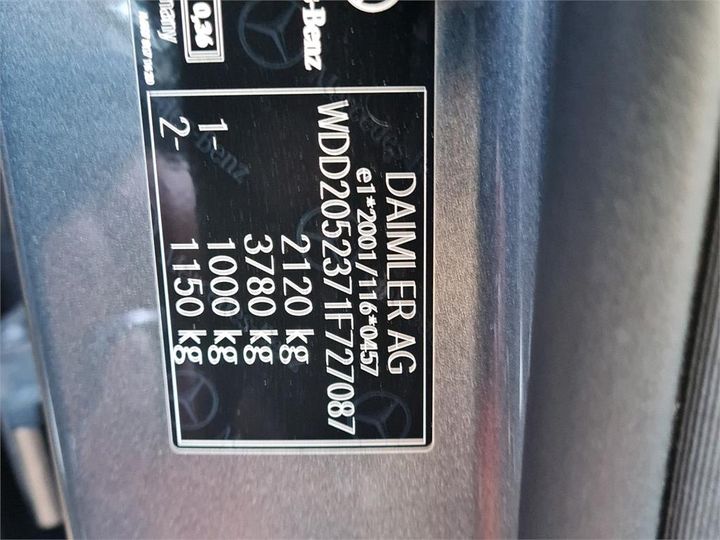 -Benz
many
0,36
DAIMLER AG
e1*2001/116*0457
WDD2052371F727087
2120 kg
3780 kg
1- 1000 kg
2- 1150 kg